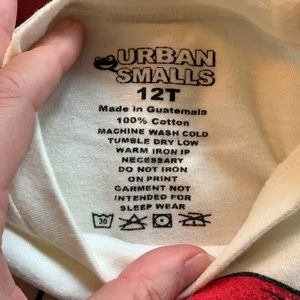 URBAN
SMALLS
12T
Made in Guatemala
100% Cotton
MACHINE WASH COLD
TUMBLE DRY LOW
WARM IRON IF
NECESSARY
DO NOT IRON
ON PRINT
GARMENT NOT
INTENDED FOR
SLEEP WEAR
30